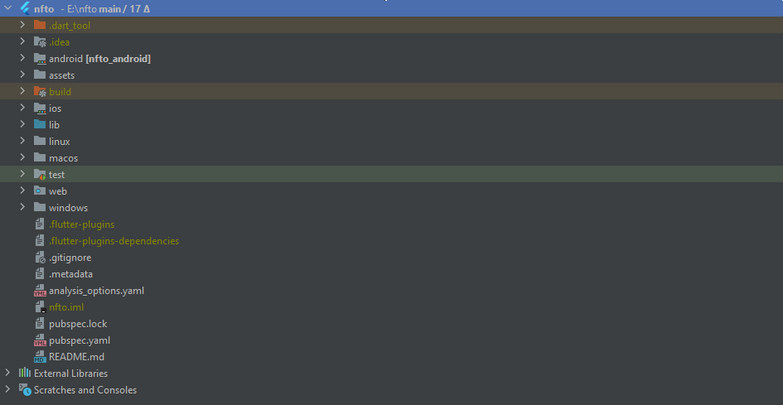 nfto - E:\nfto main / 17 Δ
.dart_tool
.idea
android [nfto_android]
assets
build
ios
lib
linux
macos
test
web
windows
.flutter-plugins
.flutter-plugins-dependencies
.gitignore
.metadata
analysis_options.yaml
nfto.iml
pubspec.lock
pubspec.yaml
README.md
External Libraries
Scratches and Consoles